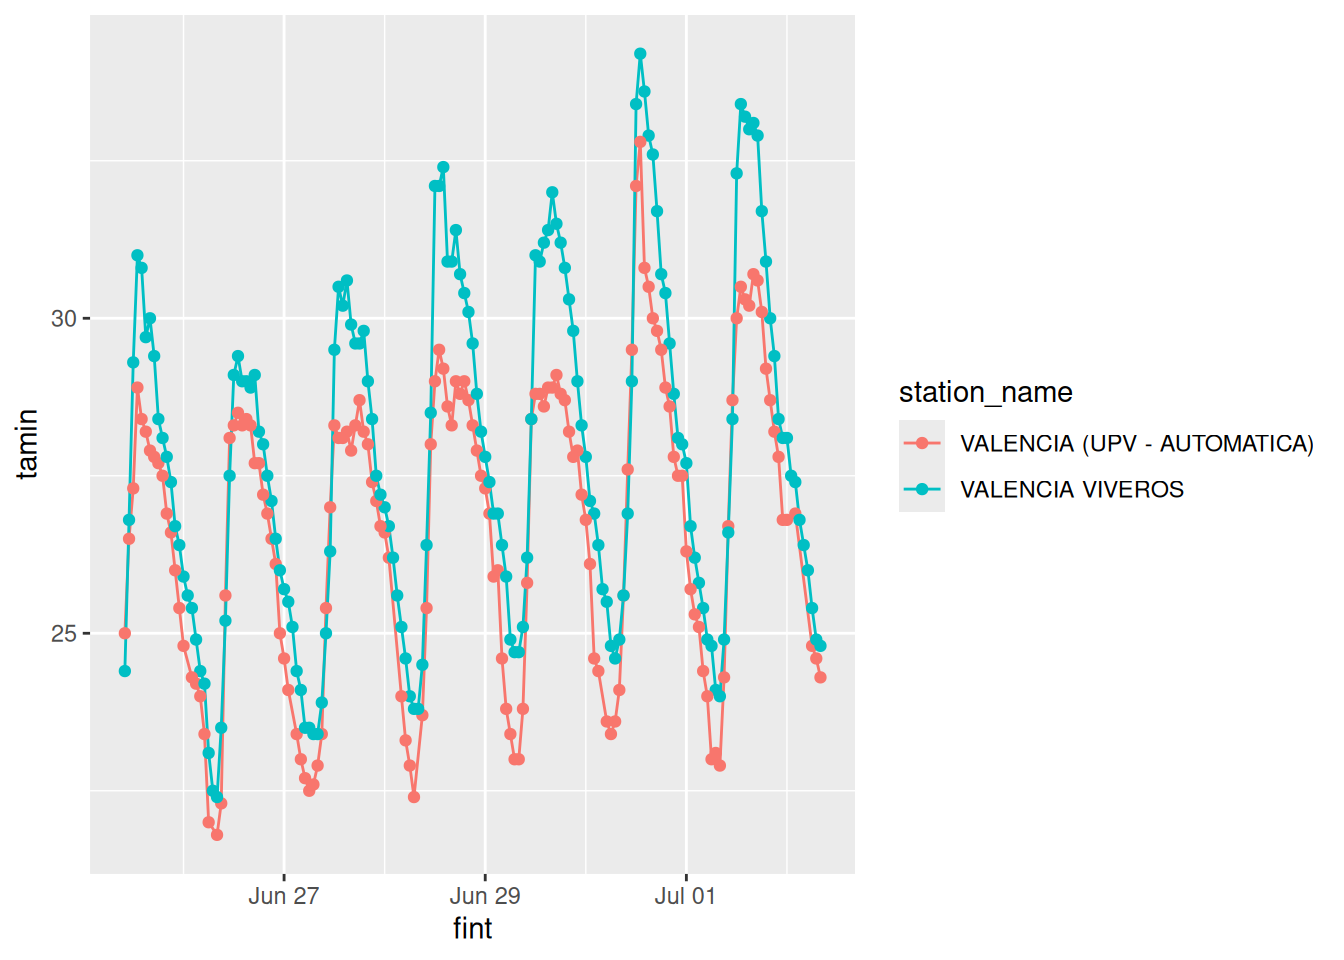 30
25
tamin
Jun 27
Jun 29
Jul 01
fint
station_name
VALENCIA (UPV - AUTOMATICA)
VALENCIA VIVEROS